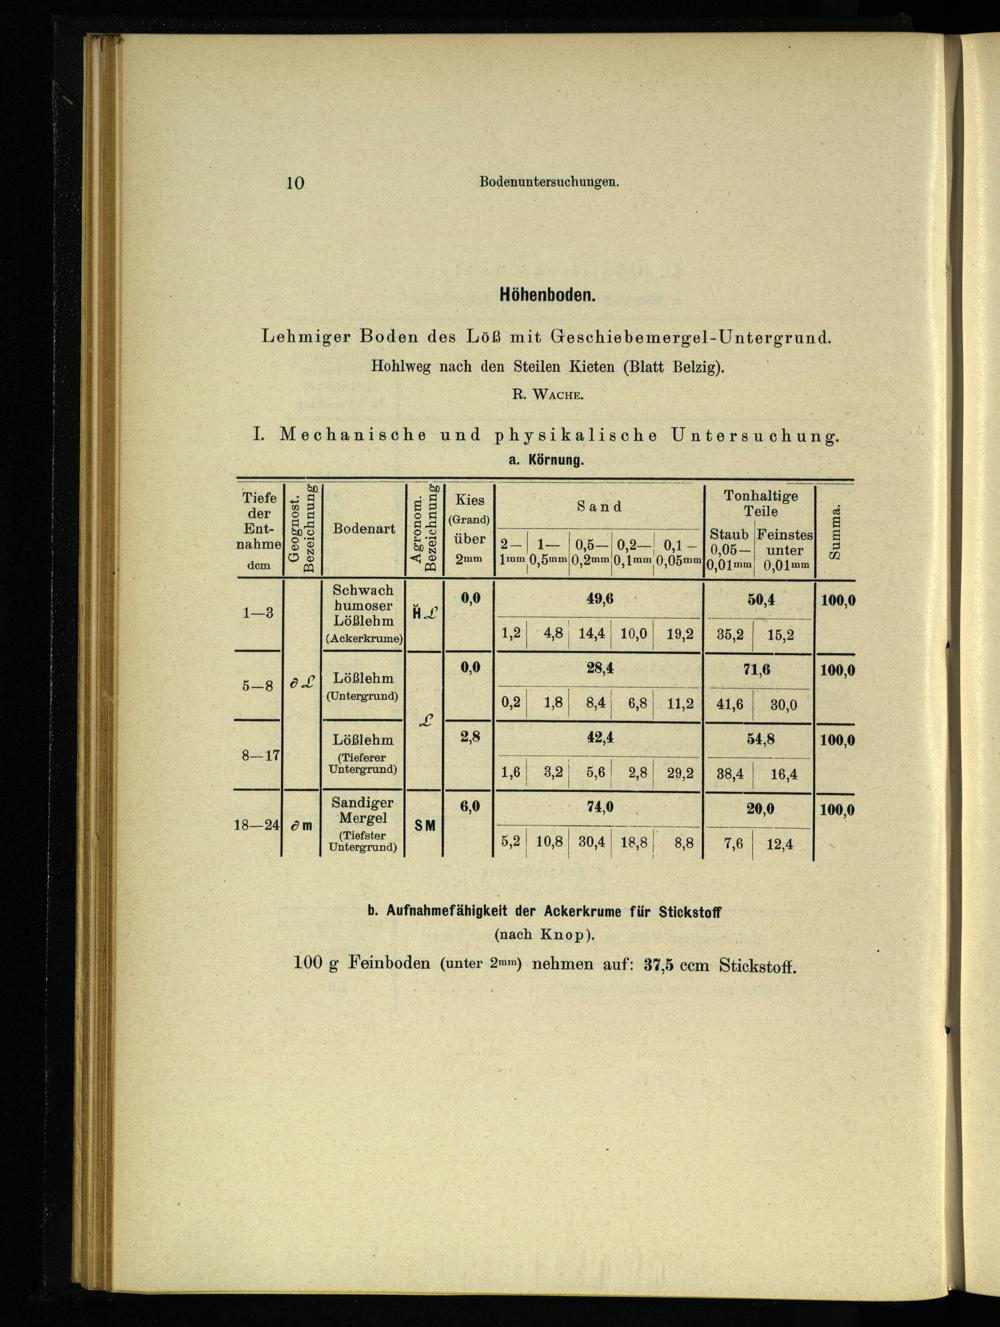 10 Bodenuntersuchungen.
Höhenboden.
Lehmiger Boden des Löß mit Geschiebemergel-Untergrund.
Hohlweg nach den Steilen Kieten (Blatt Belzig).
R. WACHE.
I. Mechanische und physikalische Untersuchung.
a. Körnung.
Tiefe der Ent- nahme dcm | Geognost. Bezeichnung | Bodenart | Agronom. Bezeichnung | Kies (Grand) über 2mm | Sand | Tonhaltige Teile | Summa.
2— 1mm | 1— 0,5mm | 0,5— 0,2mm | 0,2— 0,1mm | 0,1 — 0,05mm | Staub 0,05— 0,01mm | Feinstes unter 0,01mm
1—3 | ∂ℒ | Schwach humoser Lößlehm (Ackerkrume) | H̆ℒ | 0,0 | 49,6 | 50,4 | 100,0
1,2 | 4,8 | 14,4 | 10,0 | 19,2 | 35,2 | 15,2
5—8 | Lößlehm (Untergrund) | ℒ | 0,0 | 28,4 | 71,6 | 100,0
0,2 | 1,8 | 8,4 | 6,8 | 11,2 | 41,6 | 30,0
8—17 | Lößlehm (Tieferer Untergrund) | 2,8 | 42,4 | 54,8 | 100,0
1,6 | 3,2 | 5,6 | 2,8 | 29,2 | 38,4 | 16,4
18—24 | ∂m | Sandiger Mergel (Tiefster Untergrund) | SM | 6,0 | 74,0 | 20,0 | 100,0
5,2 | 10,8 | 30,4 | 18,8 | 8,8 | 7,6 | 12,4
b. Aufnahmefähigkeit der Ackerkrume für Stickstoff
(nach Knop).
100 g Feinboden (unter 2mm) nehmen auf: 37,5 ccm Stickstoff.